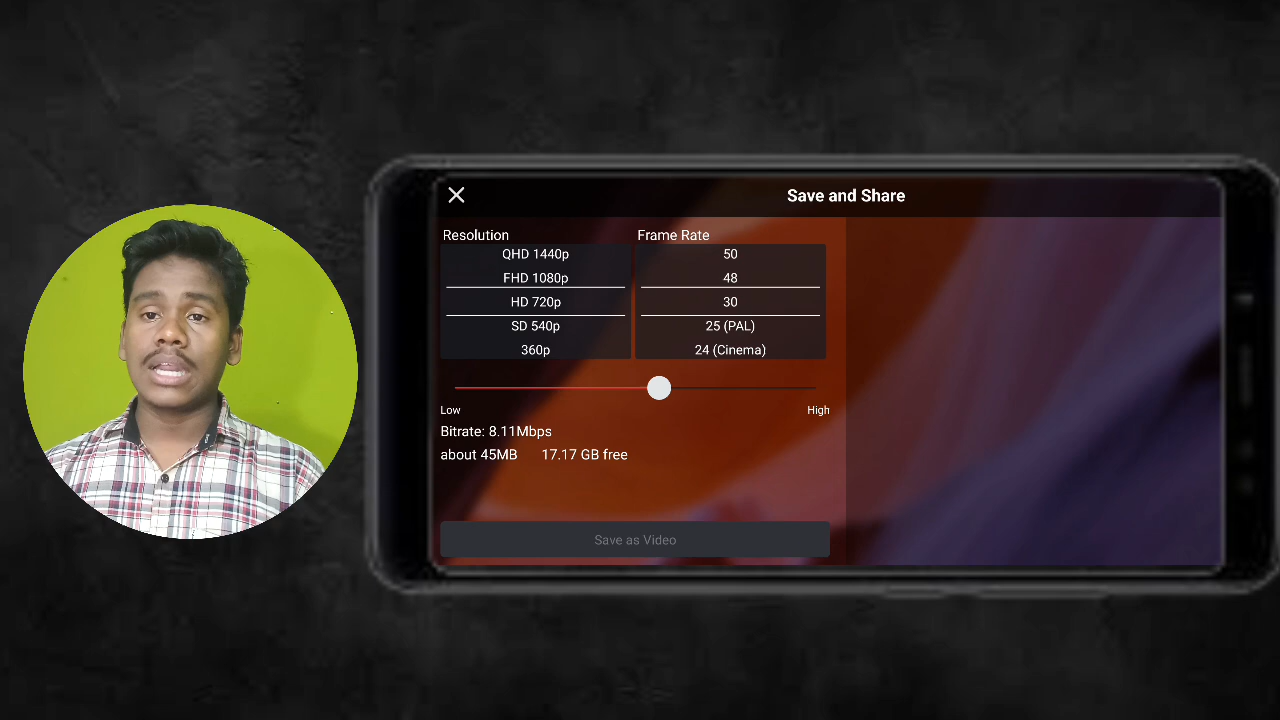 Save and Share
Resolution
QHD 1440p
FHD 1080p
HD 720p
SD 540p
360p
Frame Rate
50
48
30
25 (PAL)
24 (Cinema)
Low
High
Bitrate: 8.11Mbps
about 45MB 17.17 GB free
Save as Video